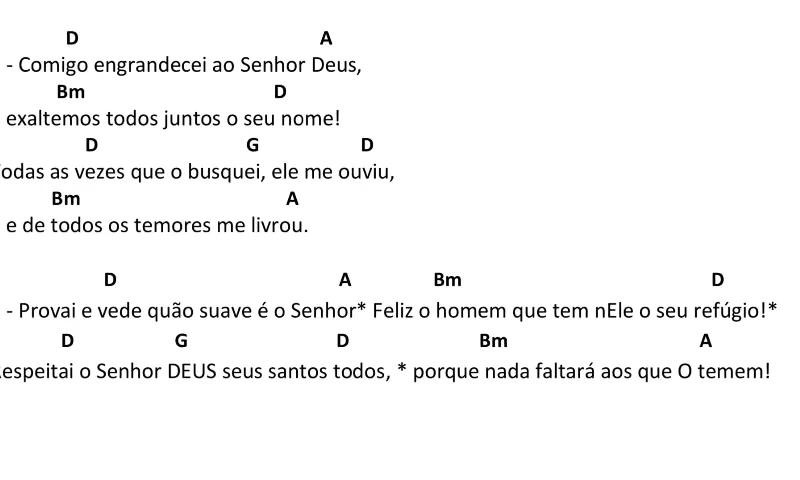 D A
- Comigo engrandecei ao Senhor Deus,
Bm D
exaltemos todos juntos o seu nome!
D G D
odas as vezes que o busquei, ele me ouviu,
Bm A
e de todos os temores me livrou.
D A Bm D
- Provai e vede quão suave é o Senhor* Feliz o homem que tem nEle o seu refúgio!*
D G D Bm A
espeitai o Senhor DEUS seus santos todos, * porque nada faltará aos que O temem!